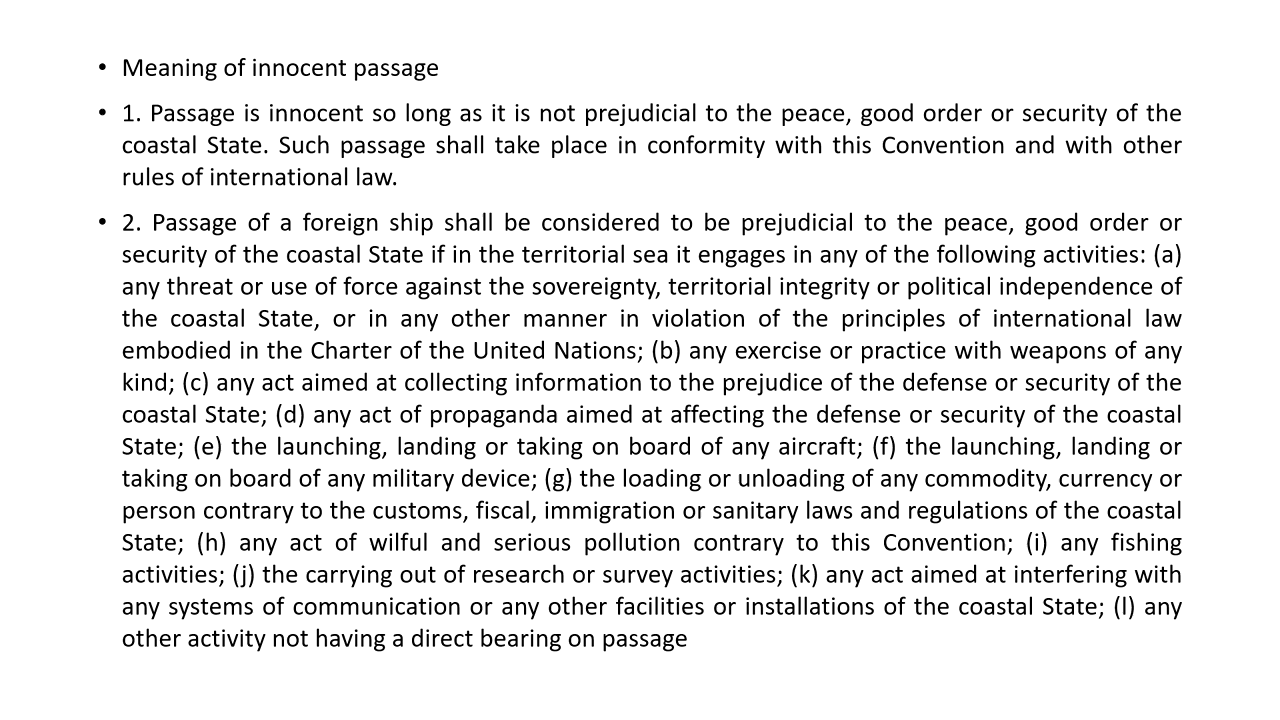 • Meaning of innocent passage
• 1. Passage is innocent so long as it is not prejudicial to the peace, good order or security of the
coastal State. Such passage shall take place in conformity with this Convention and with other
rules of international law.
• 2. Passage of a foreign ship shall be considered to be prejudicial to the peace, good order or
security of the coastal State if in the territorial sea it engages in any of the following activities: (a)
any threat or use of force against the sovereignty, territorial integrity or political independence of
the coastal State, or in any other manner in violation of the principles of international law
embodied in the Charter of the United Nations; (b) any exercise or practice with weapons of any
kind; (c) any act aimed at collecting information to the prejudice of the defense or security of the
coastal State; (d) any act of propaganda aimed at affecting the defense or security of the coastal
State; (e) the launching, landing or taking on board of any aircraft; (f) the launching, landing or
taking on board of any military device; (g) the loading or unloading of any commodity, currency or
person contrary to the customs, fiscal, immigration or sanitary laws and regulations of the coastal
State; (h) any act of wilful and serious pollution contrary to this Convention; (i) any fishing
activities; (j) the carrying out of research or survey activities; (k) any act aimed at interfering with
any systems of communication or any other facilities or installations of the coastal State; (l) any
other activity not having a direct bearing on passage